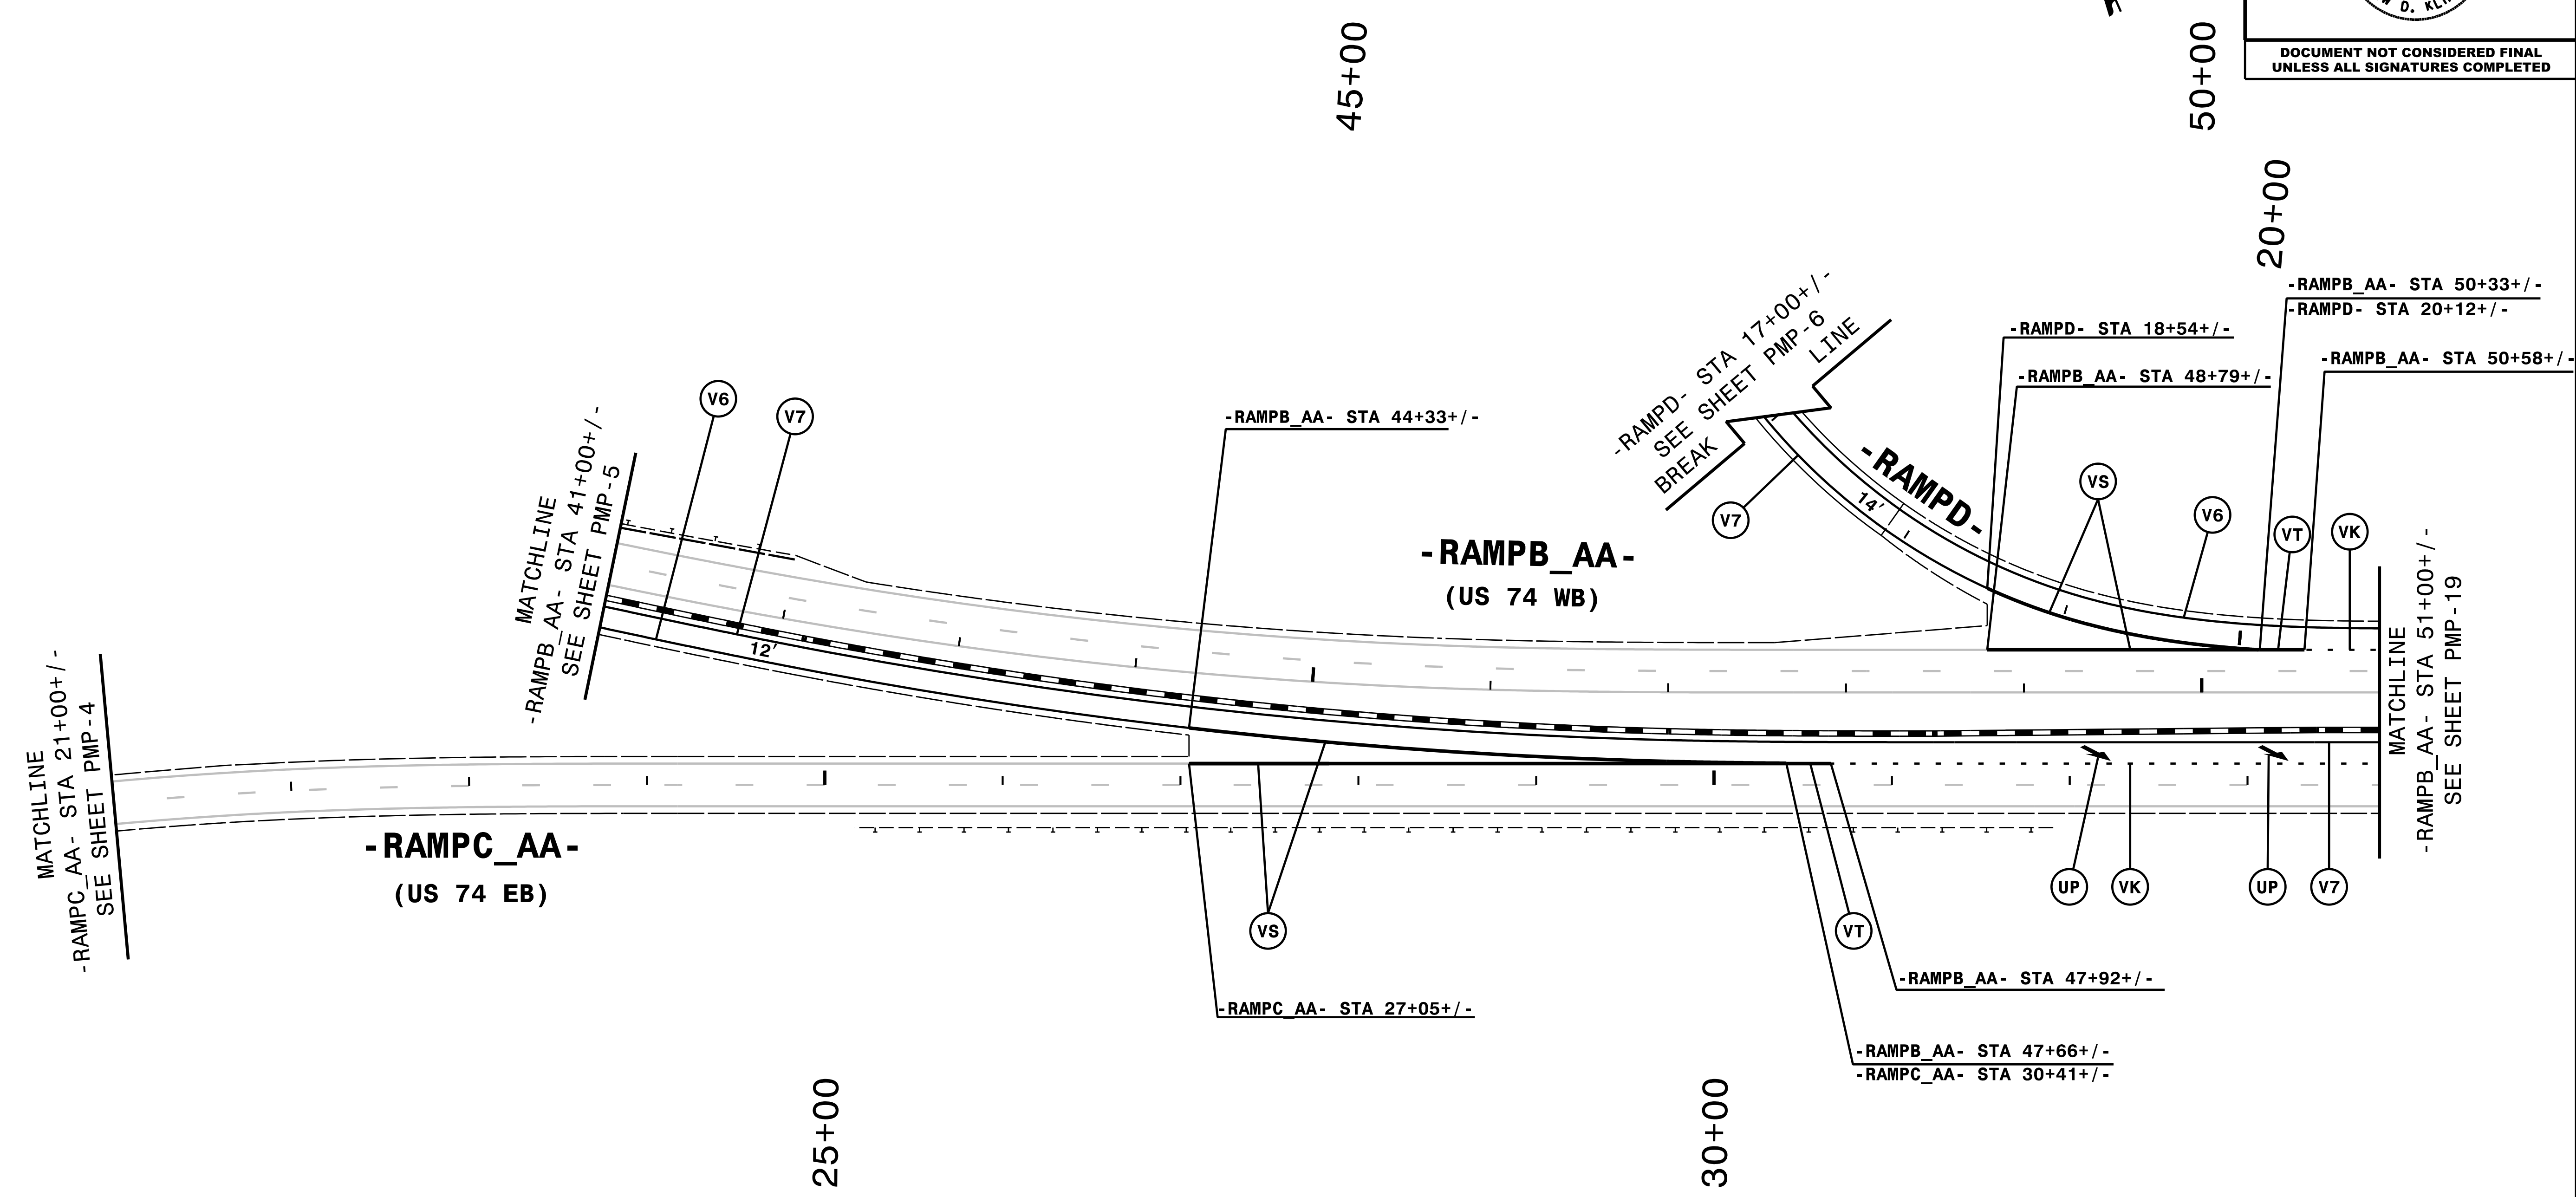 D. KLI
DOCUMENT NOT CONSIDERED FINAL
UNLESS ALL SIGNATURES COMPLETED
45+00
50+00
20+00
-RAMPB_AA- STA 50+33+/-
-RAMPD- STA 20+12+/-
-RAMPD- STA 18+54+/-
-RAMPB_AA- STA 50+58+/-
-RAMPB_AA- STA 48+79+/-
-RAMPD- STA 17+00+/-
SEE SHEET PMP-6
BREAK LINE
V6
V7
-RAMPB_AA- STA 44+33+/-
MATCHLINE
-RAMPB_AA- STA 41+00+/-
SEE SHEET PMP-5
-RAMPD-
14'
V7
VS
V6
VT
VK
-RAMPB_AA-
(US 74 WB)
12'
MATCHLINE
-RAMPC_AA- STA 21+00+/-
SEE SHEET PMP-4
MATCHLINE
-RAMPB_AA- STA 51+00+/-
SEE SHEET PMP-19
-RAMPC_AA-
(US 74 EB)
UP
VK
UP
V7
VS
VT
-RAMPB_AA- STA 47+92+/-
-RAMPC_AA- STA 27+05+/-
-RAMPB_AA- STA 47+66+/-
-RAMPC_AA- STA 30+41+/-
25+00
30+00